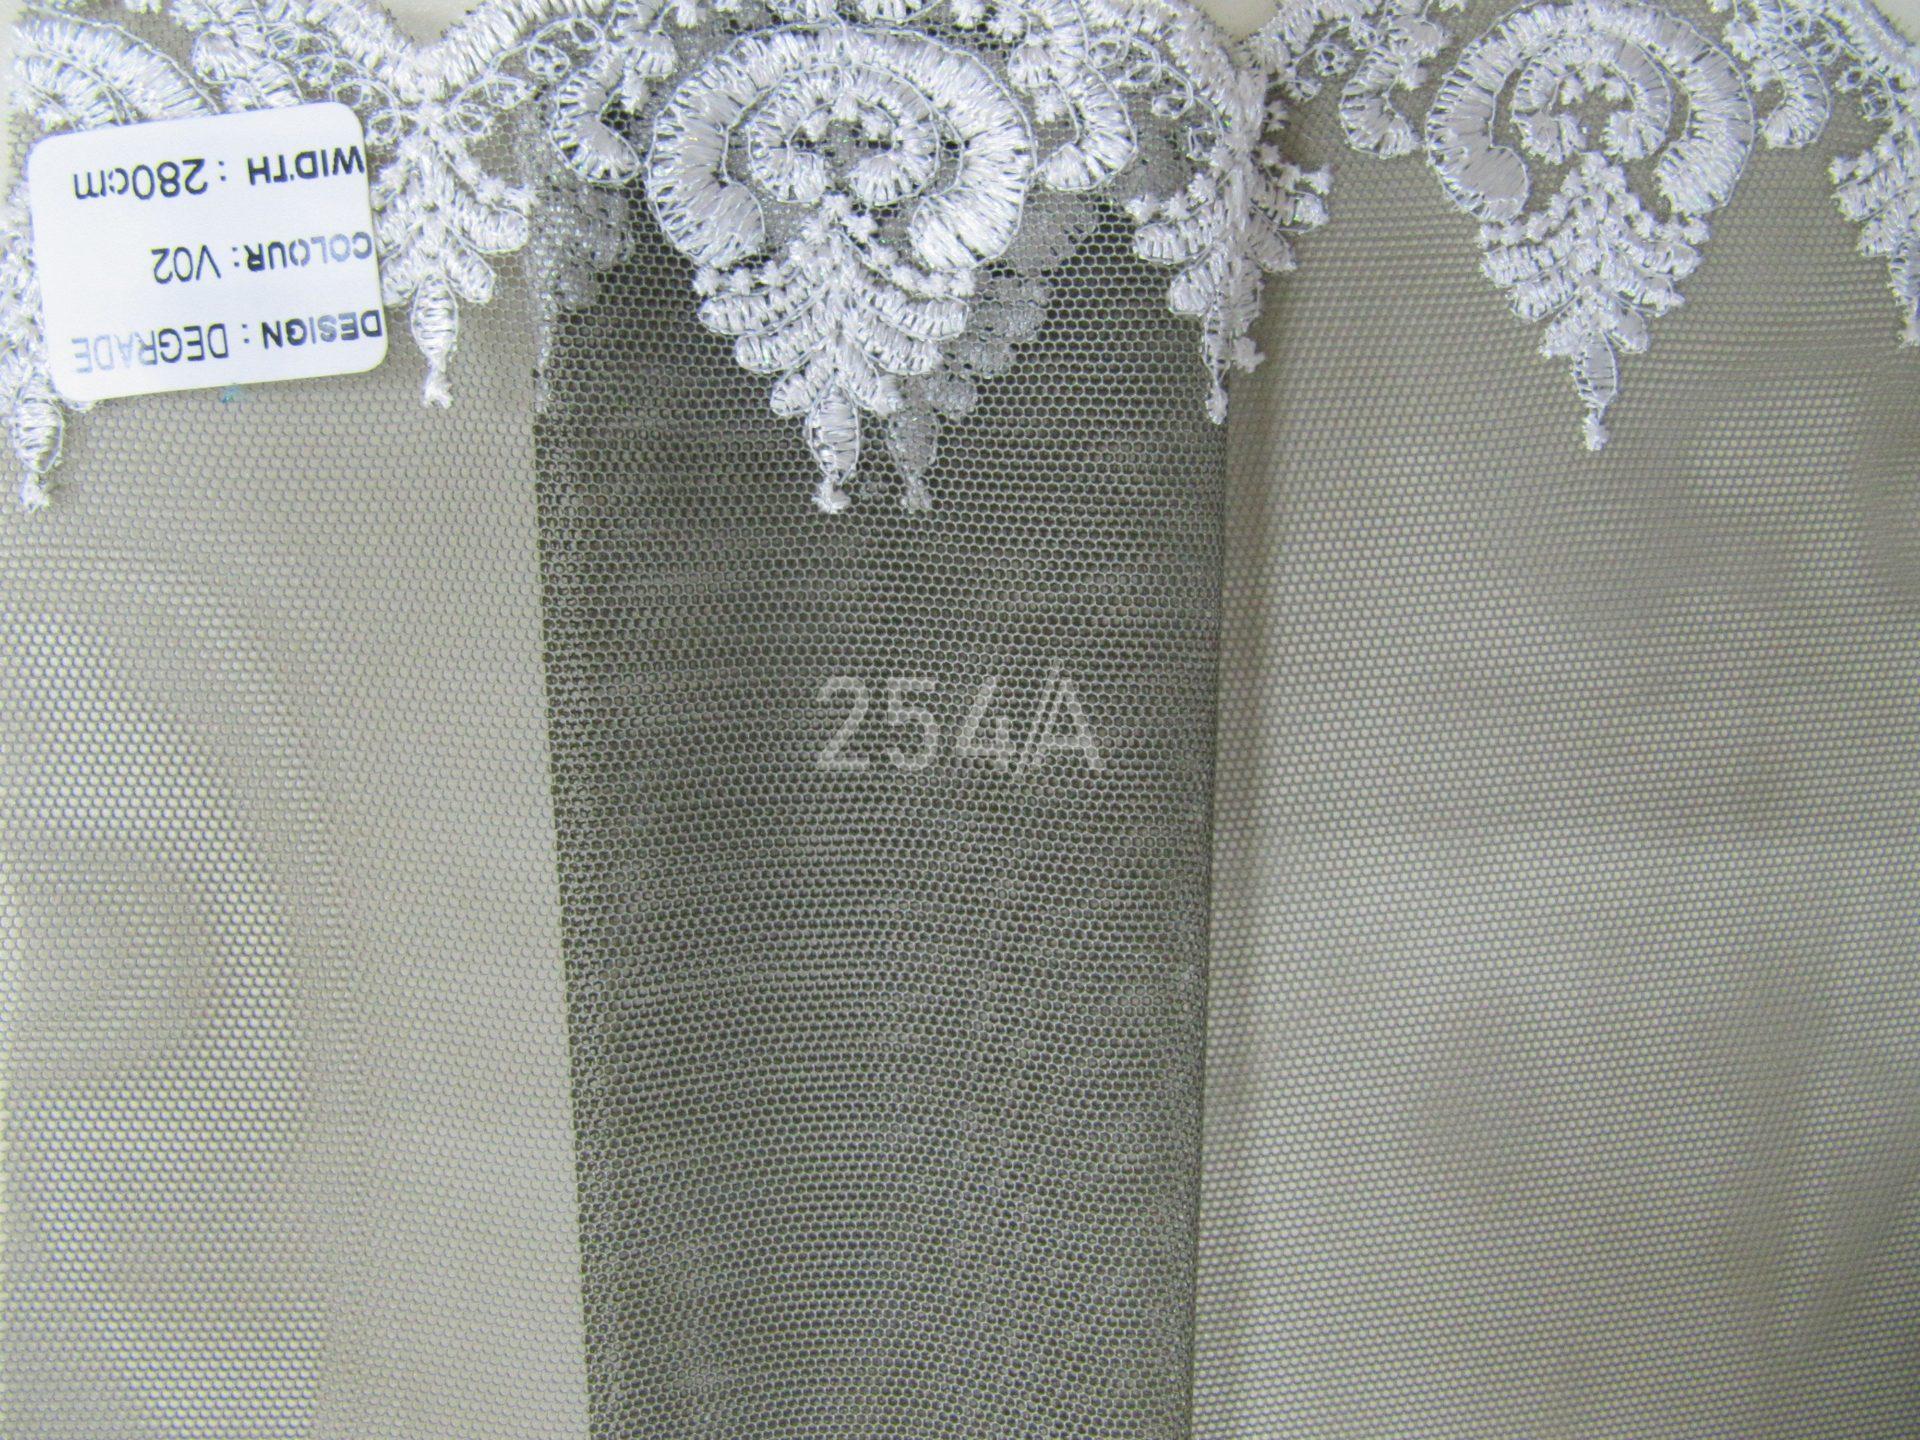 DESIGN : DEGRADE
COLOUR : V02
WIDTH : 280cm
254/A